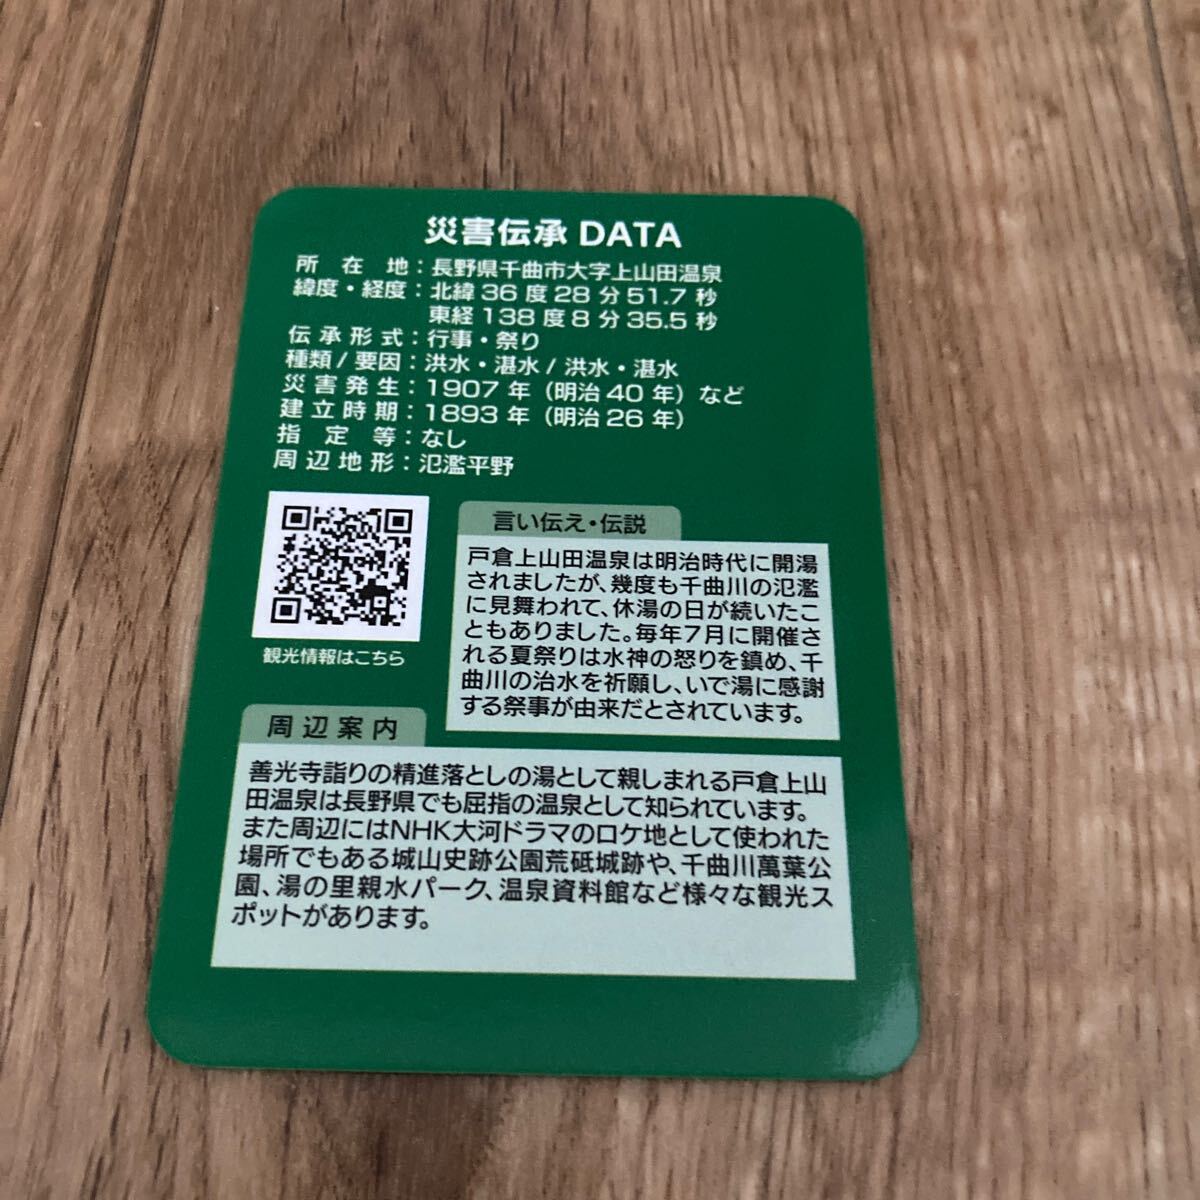 災害伝承 DATA
所在地：長野県千曲市大字上山田温泉
緯度・経度：北緯 36 度 28 分 51.7 秒
東経 138 度 8 分 35.5 秒
伝承形式：行事・祭り
種類 / 要因：洪水・湛水 / 洪水・湛水
災害発生：1907 年（明治 40 年）など
建立時期：1893 年（明治 26 年）
指定等：なし
周辺地形：氾濫平野
観光情報はこちら
言い伝え・伝説
戸倉上山田温泉は明治時代に開湯
されましたが、幾度も千曲川の氾濫
に見舞われて、休湯の日が続いたこ
ともありました。毎年7月に開催さ
れる夏祭りは水神の怒りを鎮め、千
曲川の治水を祈願し、いで湯に感謝
する祭事が由来だとされています。
周辺案内
善光寺詣りの精進落としの湯として親しまれる戸倉上山
田温泉は長野県でも屈指の温泉として知られています。
また周辺にはNHK大河ドラマのロケ地として使われた
場所でもある城山史跡公園荒砥城跡や、千曲川萬葉公
園、湯の里親水パーク、温泉資料館など様々な観光ス
ポットがあります。